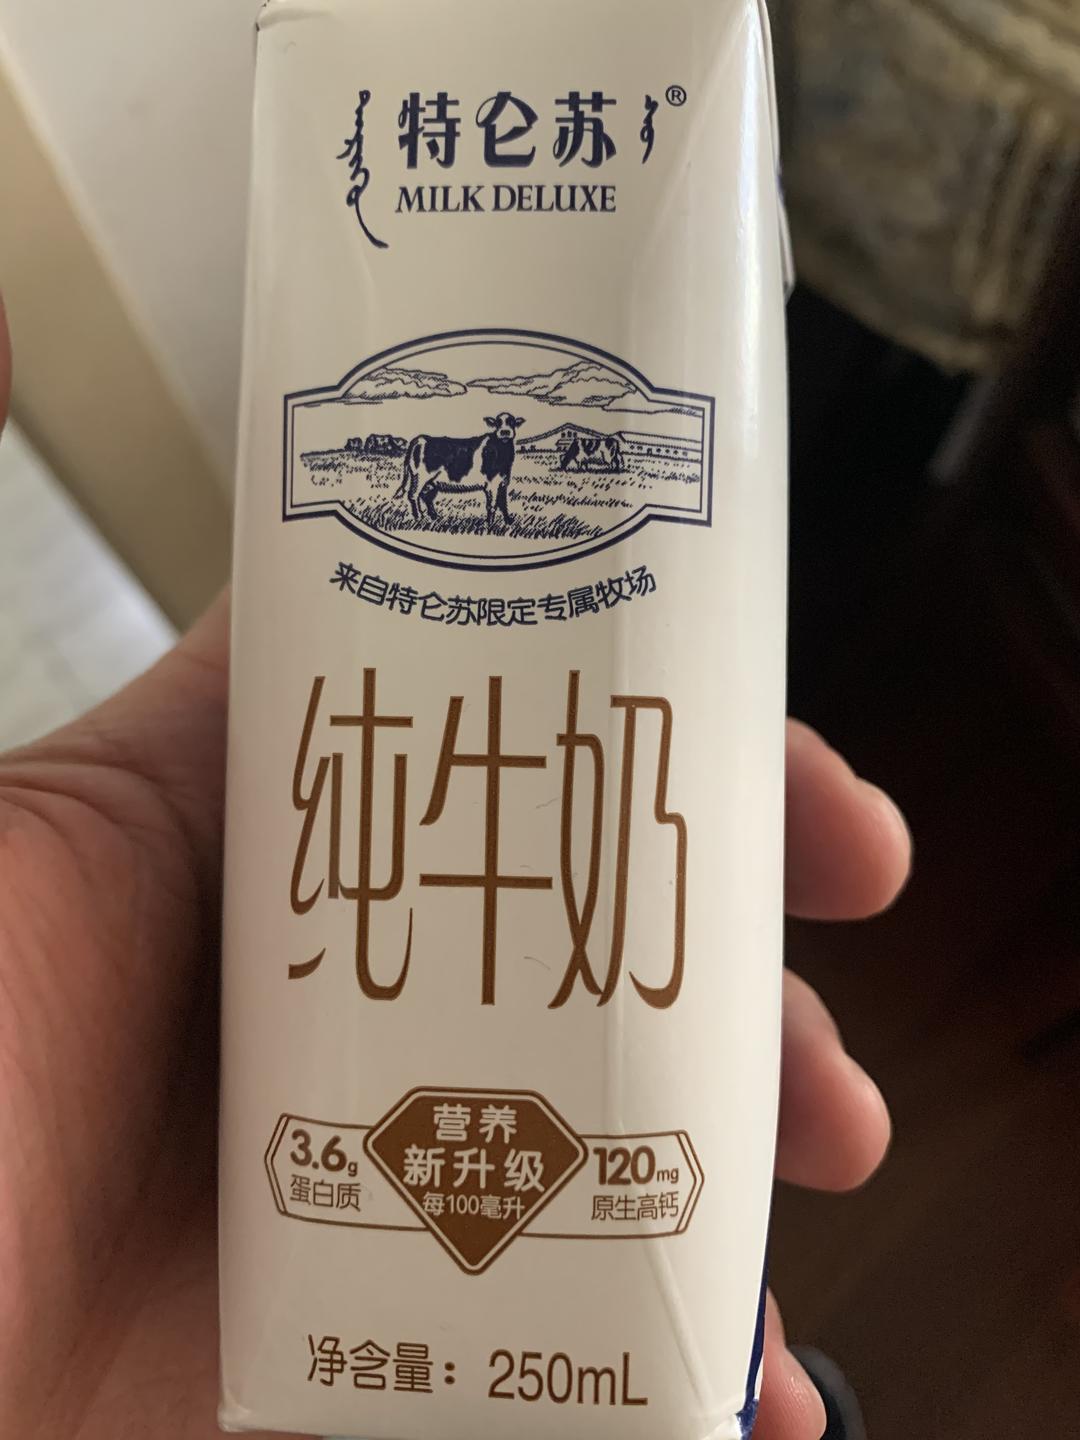 特仑苏®
MILK DELUXE
来自特仑苏限定专属牧场
纯牛奶
营养
新升级
每100毫升
3.6g
蛋白质
120mg
原生高钙
净含量：250mL